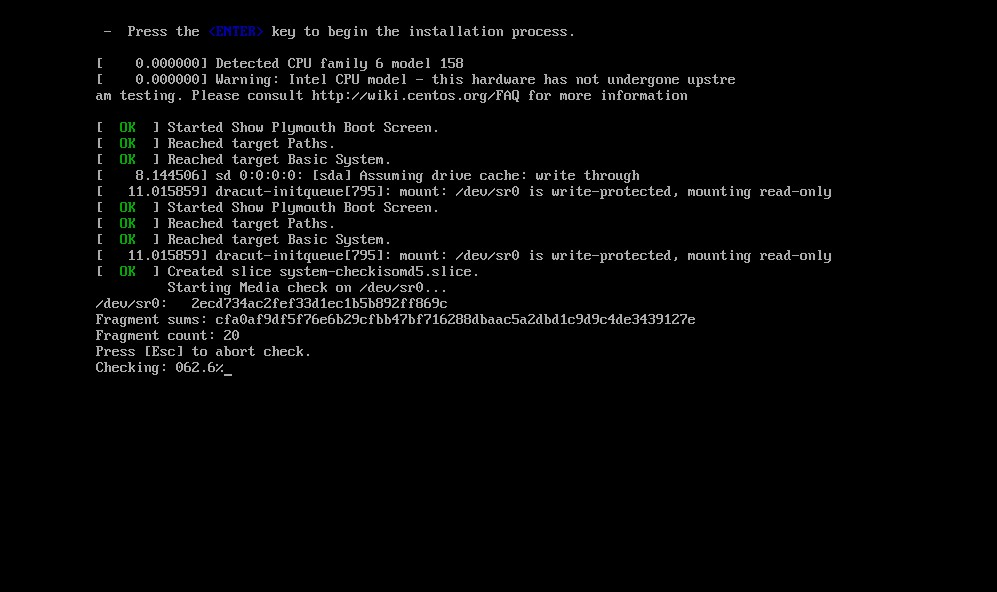 -  Press the <ENTER> key to begin the installation process.
[    0.000000] Detected CPU family 6 model 158
[    0.000000] Warning: Intel CPU model - this hardware has not undergone upstre
am testing. Please consult http://wiki.centos.org/FAQ for more information
[  OK  ] Started Show Plymouth Boot Screen.
[  OK  ] Reached target Paths.
[  OK  ] Reached target Basic System.
[    8.144506] sd 0:0:0:0: [sda] Assuming drive cache: write through
[   11.015859] dracut-initqueue[795]: mount: /dev/sr0 is write-protected, mounting read-only
[  OK  ] Started Show Plymouth Boot Screen.
[  OK  ] Reached target Paths.
[  OK  ] Reached target Basic System.
[   11.015859] dracut-initqueue[795]: mount: /dev/sr0 is write-protected, mounting read-only
[  OK  ] Created slice system-checkisomd5.slice.
Starting Media check on /dev/sr0...
/dev/sr0:   2ecd734ac2fef33d1ec1b5b892ff869c
Fragment sums: cfa0af9df5f76e6b29cfbb47bf716288dbaac5a2dbd1c9d9c4de3439127e
Fragment count: 20
Press [Esc] to abort check.
Checking: 062.6%_